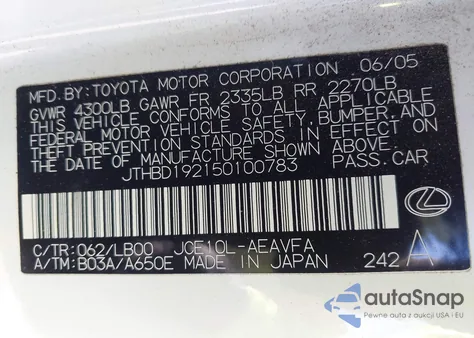 MFD.BY:TOYOTA MOTOR CORPORATION 06/05
GVWR 4300LB GAWR FR 2335LB RR 2270LB
THIS VEHICLE CONFORMS TO ALL APPLICABLE
FEDERAL MOTOR VEHICLE SAFETY,BUMPER,AND
THEFT PREVENTION STANDARDS IN EFFECT ON
THE DATE OF MANUFACTURE SHOWN ABOVE.
JTHBD192150100783 PASS.CAR
C/TR:062/LB00 JCE10L-AEAVFA
A/TM:B03A/A650E MADE IN JAPAN 242 A
autoSnap
Pewne auta z aukcji USA i EU